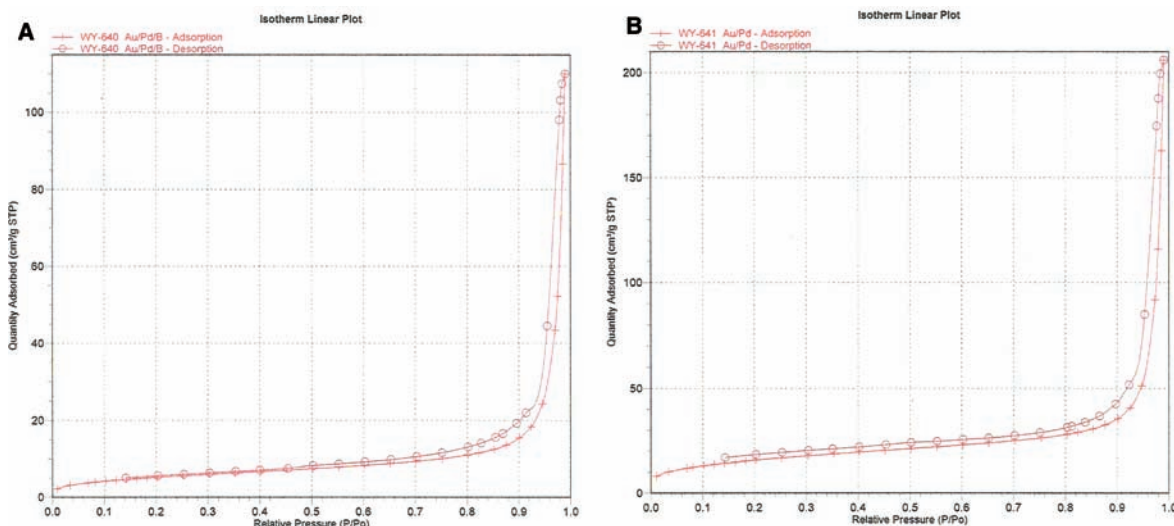 A
Isotherm Linear Plot
WY-640 Au/Pd/B - Adsorption
WY-640 Au/Pd/B - Desorption
Quantity Adsorbed (cm³/g STP)
100
80
60
40
20
0
0.0 0.1 0.2 0.3 0.4 0.5 0.6 0.7 0.8 0.9 1.0
Relative Pressure (P/Po)
B
Isotherm Linear Plot
WY-641 Au/Pd - Adsorption
WY-641 Au/Pd - Desorption
Quantity Adsorbed (cm³/g STP)
200
150
100
50
0
0.0 0.1 0.2 0.3 0.4 0.5 0.6 0.7 0.8 0.9 1.0
Relative Pressure (P/Po)